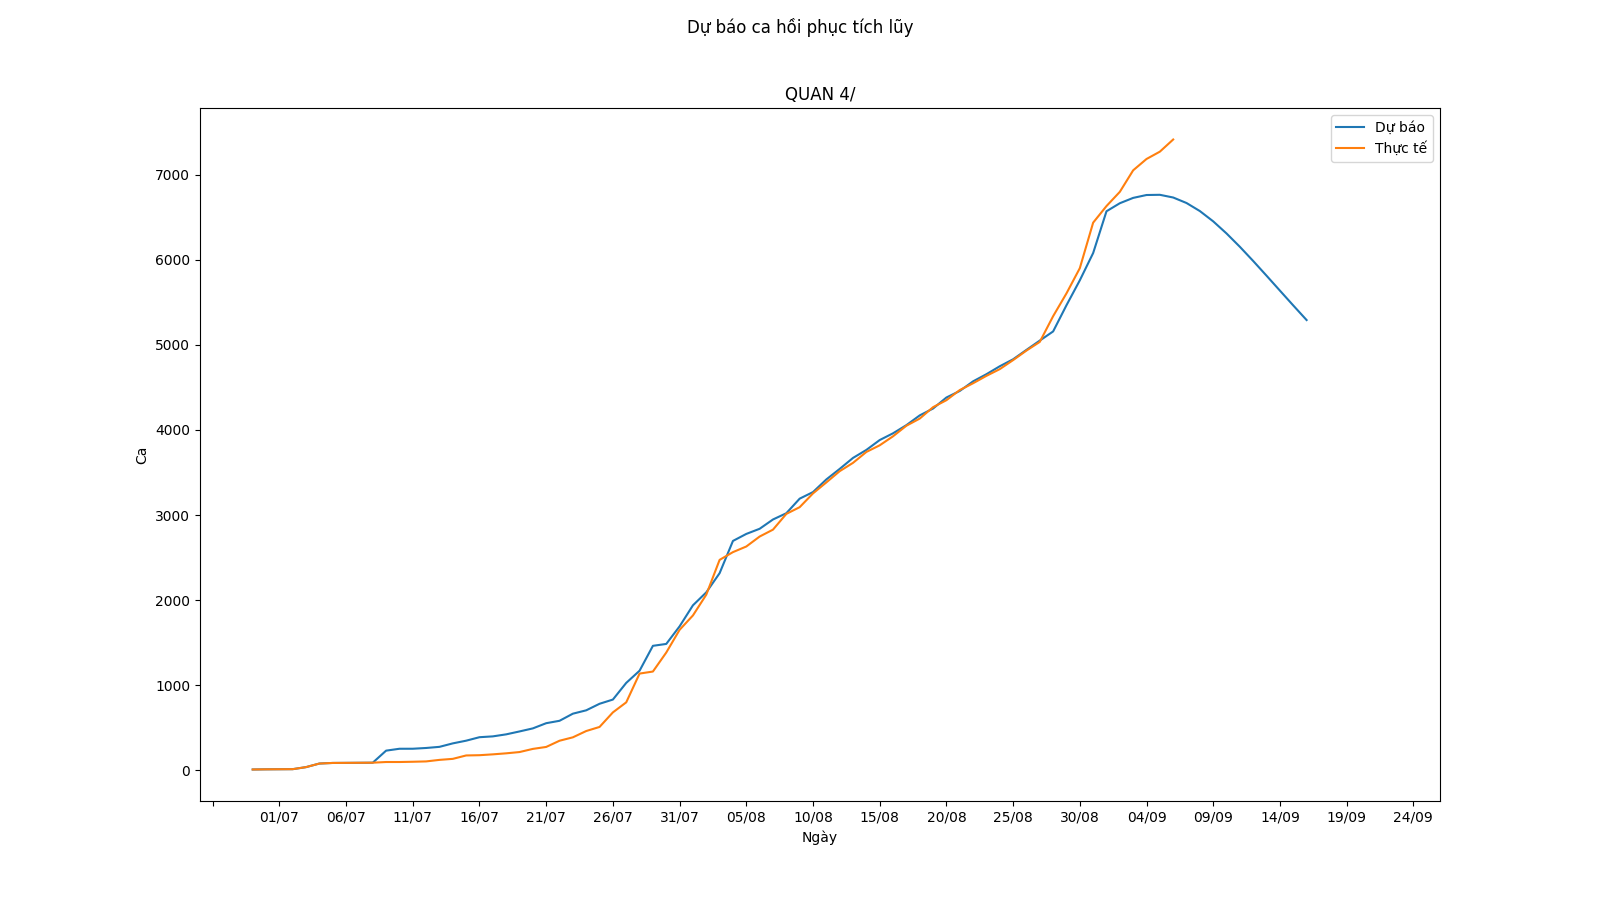 Dự báo ca hồi phục tích lũy
QUAN 4/
Dự báo
Thực tế
7000
6000
5000
4000
3000
2000
1000
0
Ca
01/07 06/07 11/07 16/07 21/07 26/07 31/07 05/08 10/08 15/08 20/08 25/08 30/08 04/09 09/09 14/09 19/09 24/09
Ngày